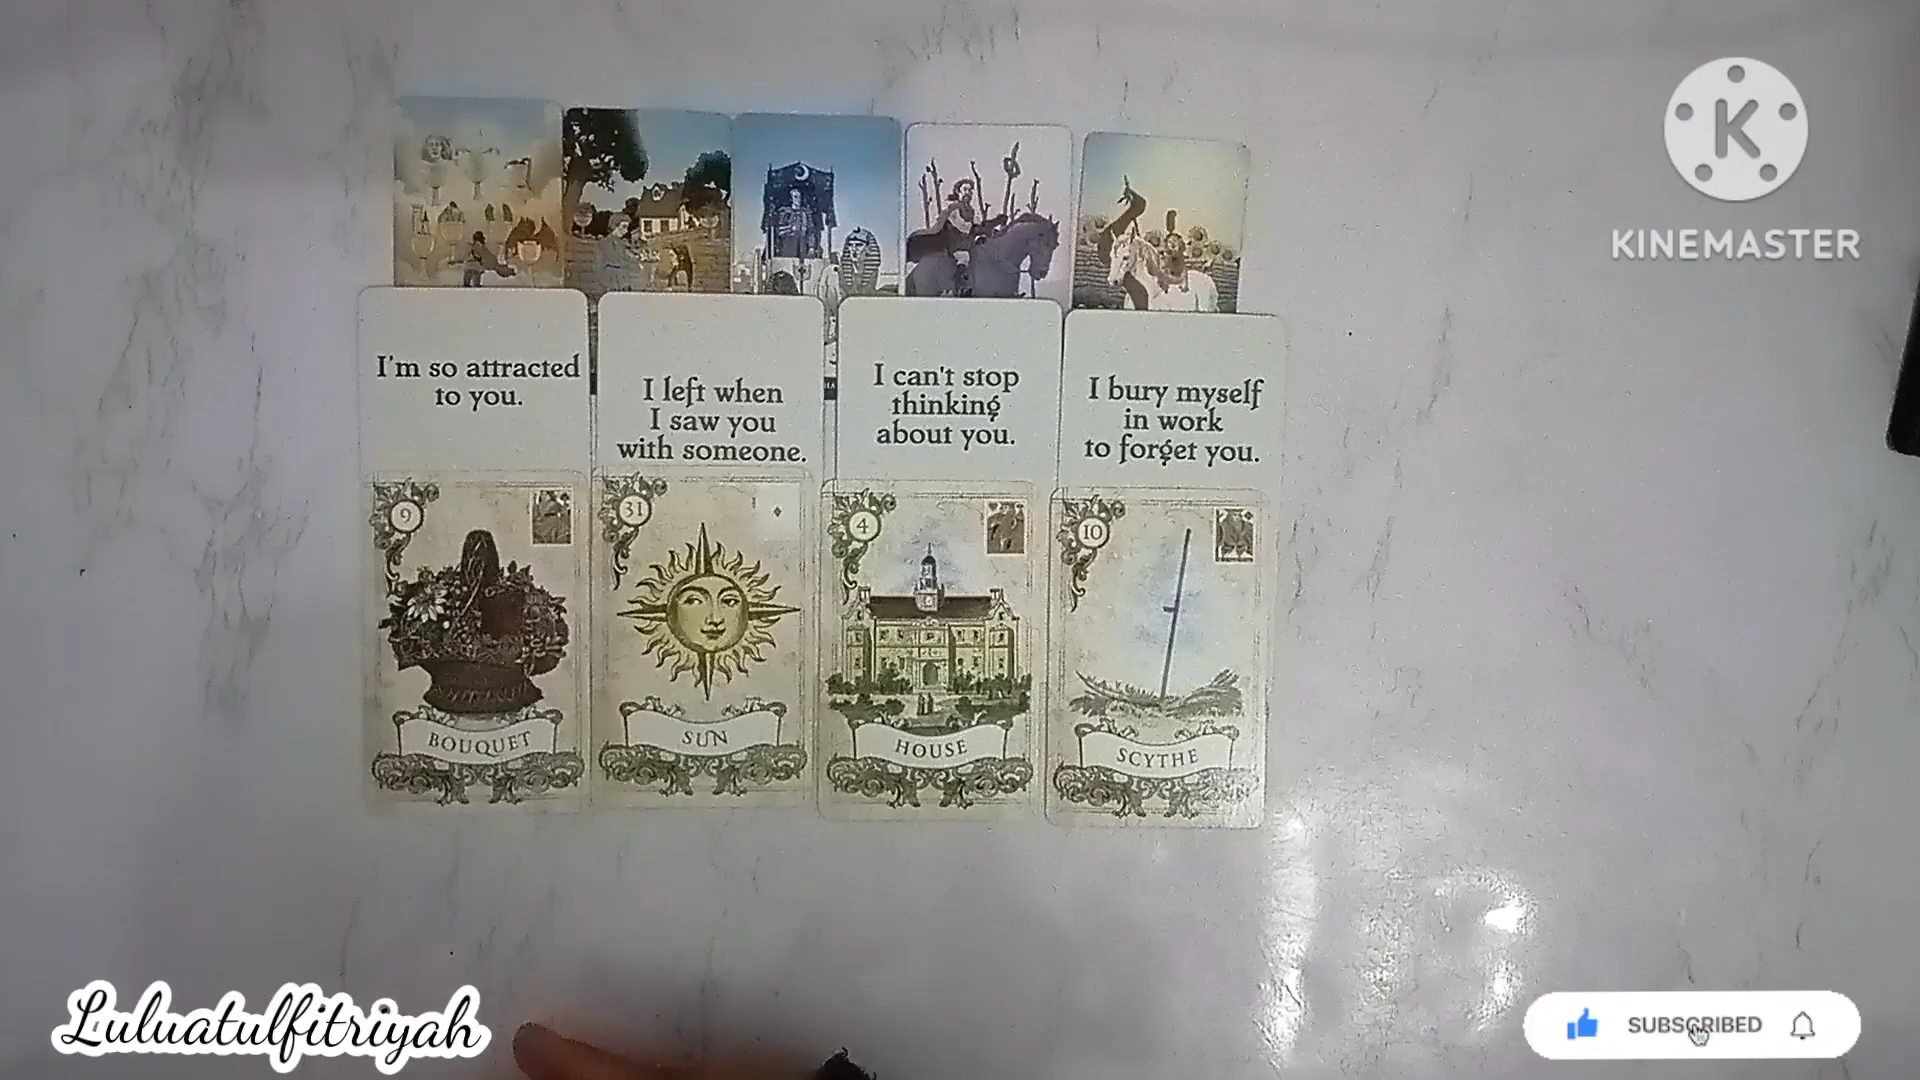 KINEMASTER
I'm so attracted
to you.
I left when
I saw you
with someone.
I can't stop
thinking
about you.
I bury myself
in work
to forget you.
9
31
4
10
BOUQUET
SUN
HOUSE
SCYTHE
Luluatulfitriyah
SUBSCRIBED